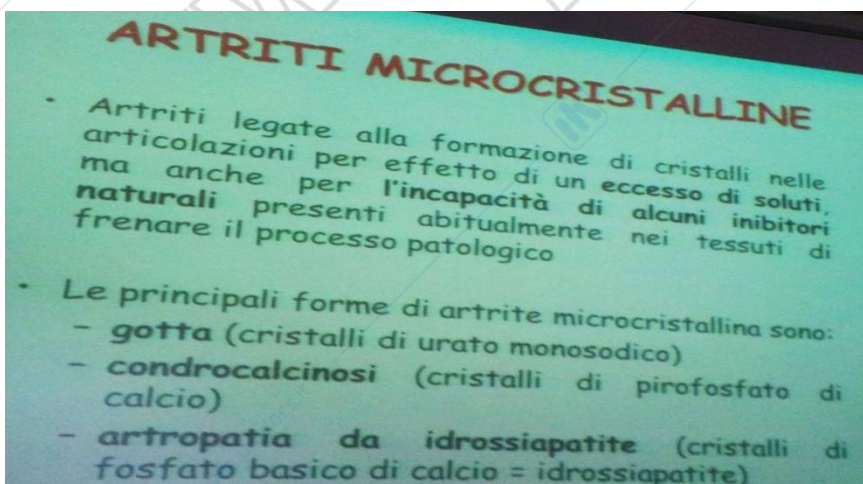 ARTRITI MICROCRISTALLINE
• Artriti legate alla formazione di cristalli nelle
articolazioni per effetto di un eccesso di soluti,
ma anche per l'incapacità di alcuni inibitori
naturali presenti abitualmente nei tessuti di
frenare il processo patologico
• Le principali forme di artrite microcristallina sono:
– gotta (cristalli di urato monosodico)
– condrocalcinosi (cristalli di pirofosfato di
calcio)
– artropatia da idrossiapatite (cristalli di
fosfato basico di calcio = idrossiapatite)